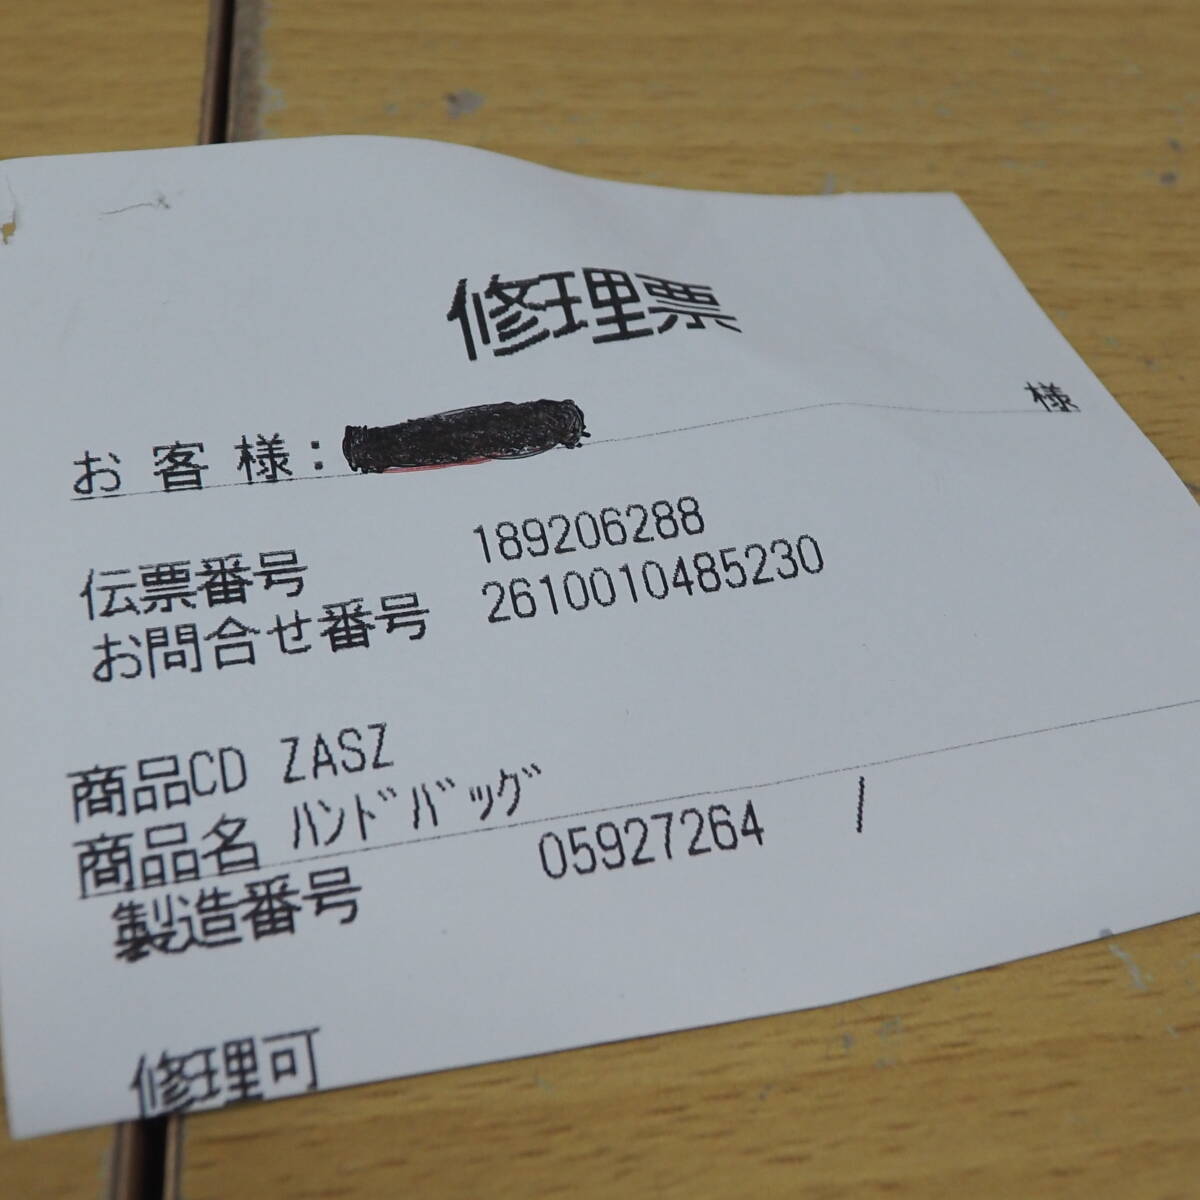 修理票
お客様: 様
伝票番号 189206288
お問合せ番号 2610010485230
商品CD ZASZ
商品名 ﾊﾝﾄﾞﾊﾞｯｸﾞ
製造番号 05927264 /
修理可